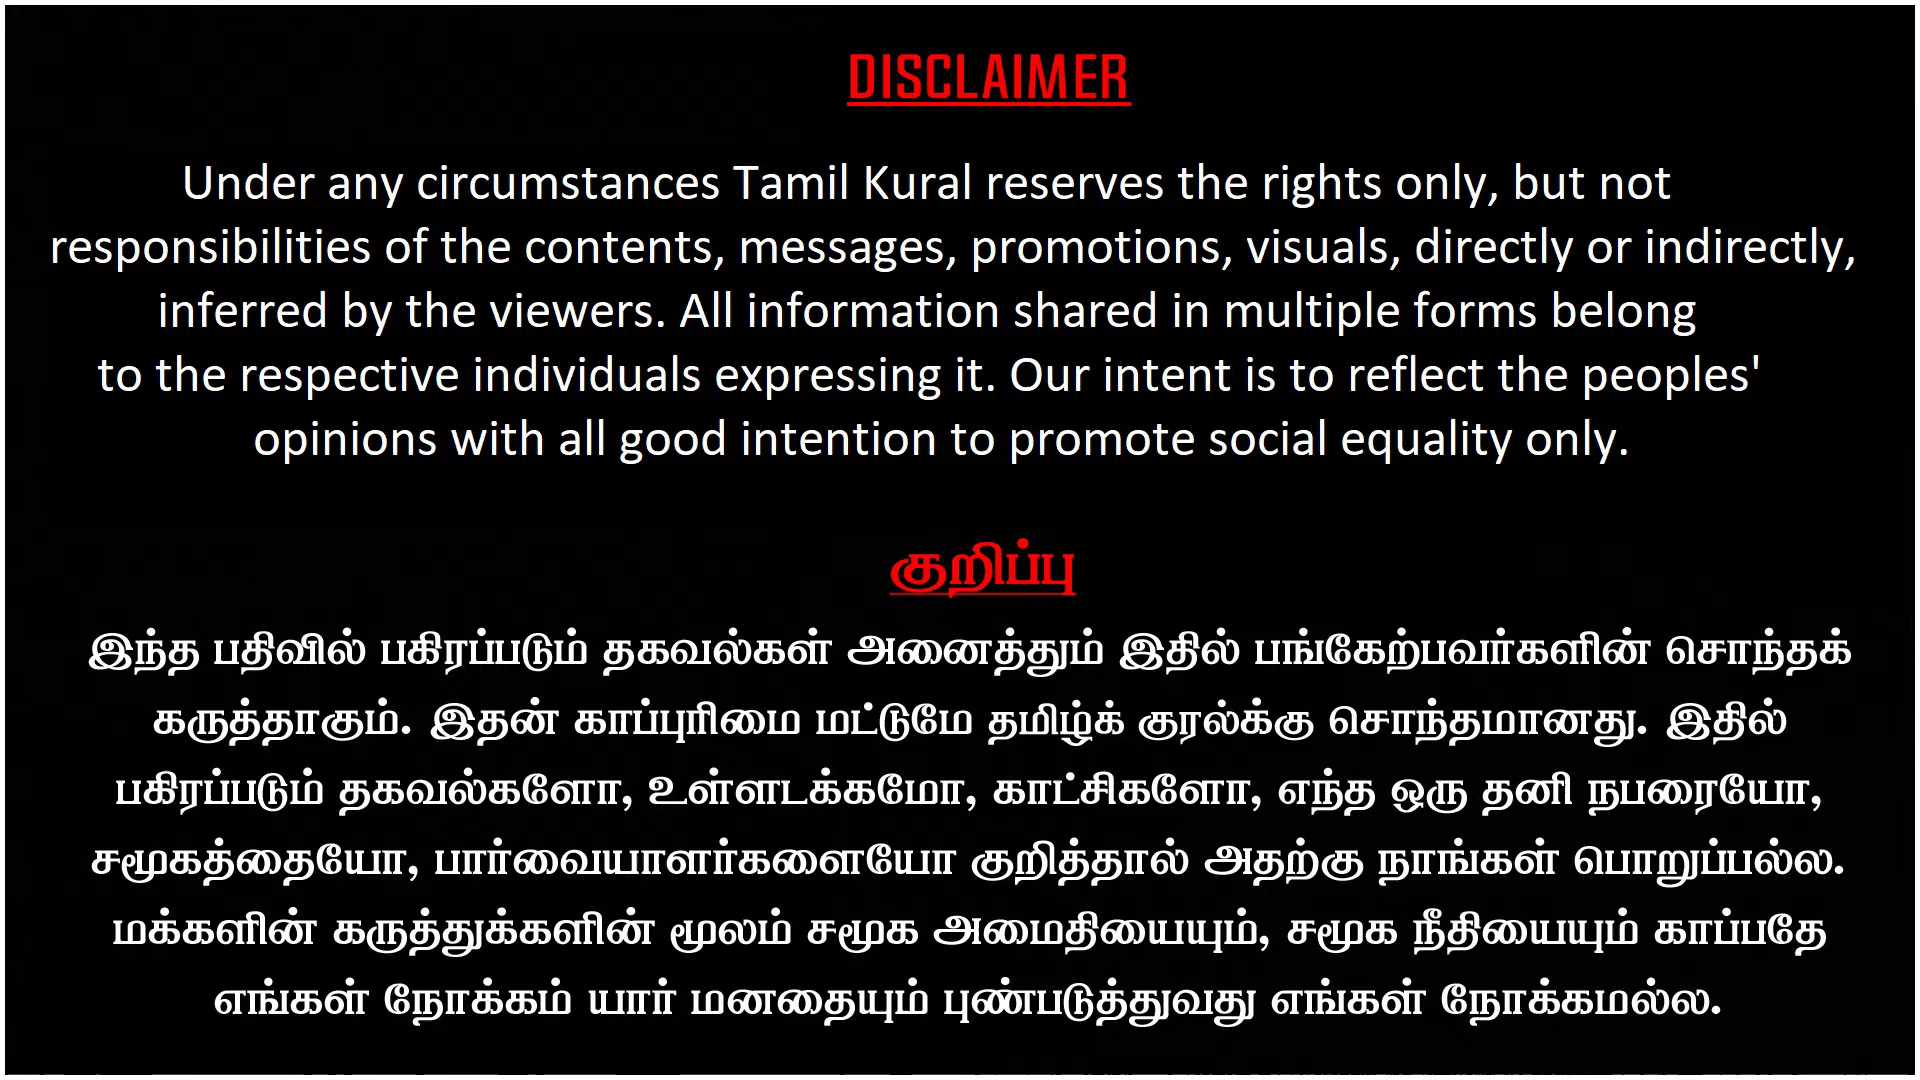 DISCLAIMER
Under any circumstances Tamil Kural reserves the rights only, but not
responsibilities of the contents, messages, promotions, visuals, directly or indirectly,
inferred by the viewers. All information shared in multiple forms belong
to the respective individuals expressing it. Our intent is to reflect the peoples'
opinions with all good intention to promote social equality only.
குறிப்பு
இந்த பதிவில் பகிரப்படும் தகவல்கள் அனைத்தும் இதில் பங்கேற்பவர்களின் சொந்தக்
கருத்தாகும். இதன் காப்புரிமை மட்டுமே தமிழ்க் குரல்க்கு சொந்தமானது. இதில்
பகிரப்படும் தகவல்களோ, உள்ளடக்கமோ, காட்சிகளோ, எந்த ஒரு தனி நபரையோ,
சமூகத்தையோ, பார்வையாளர்களையோ குறித்தால் அதற்கு நாங்கள் பொறுப்பல்ல.
மக்களின் கருத்துக்களின் மூலம் சமூக அமைதியையும், சமூக நீதியையும் காப்பதே
எங்கள் நோக்கம் யார் மனதையும் புண்படுத்துவது எங்கள் நோக்கமல்ல.